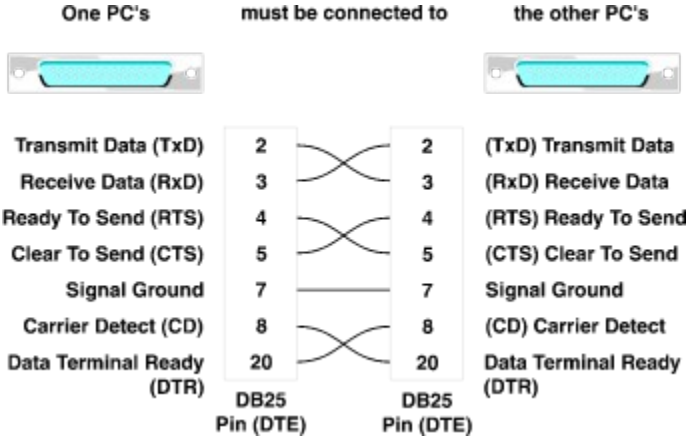 One PC's must be connected to the other PC's
Transmit Data (TxD) 2 2 (TxD) Transmit Data
Receive Data (RxD) 3 3 (RxD) Receive Data
Ready To Send (RTS) 4 4 (RTS) Ready To Send
Clear To Send (CTS) 5 5 (CTS) Clear To Send
Signal Ground 7 7 Signal Ground
Carrier Detect (CD) 8 8 (CD) Carrier Detect
Data Terminal Ready 20 20 Data Terminal Ready
(DTR) (DTR)
DB25 DB25
Pin (DTE) Pin (DTE)